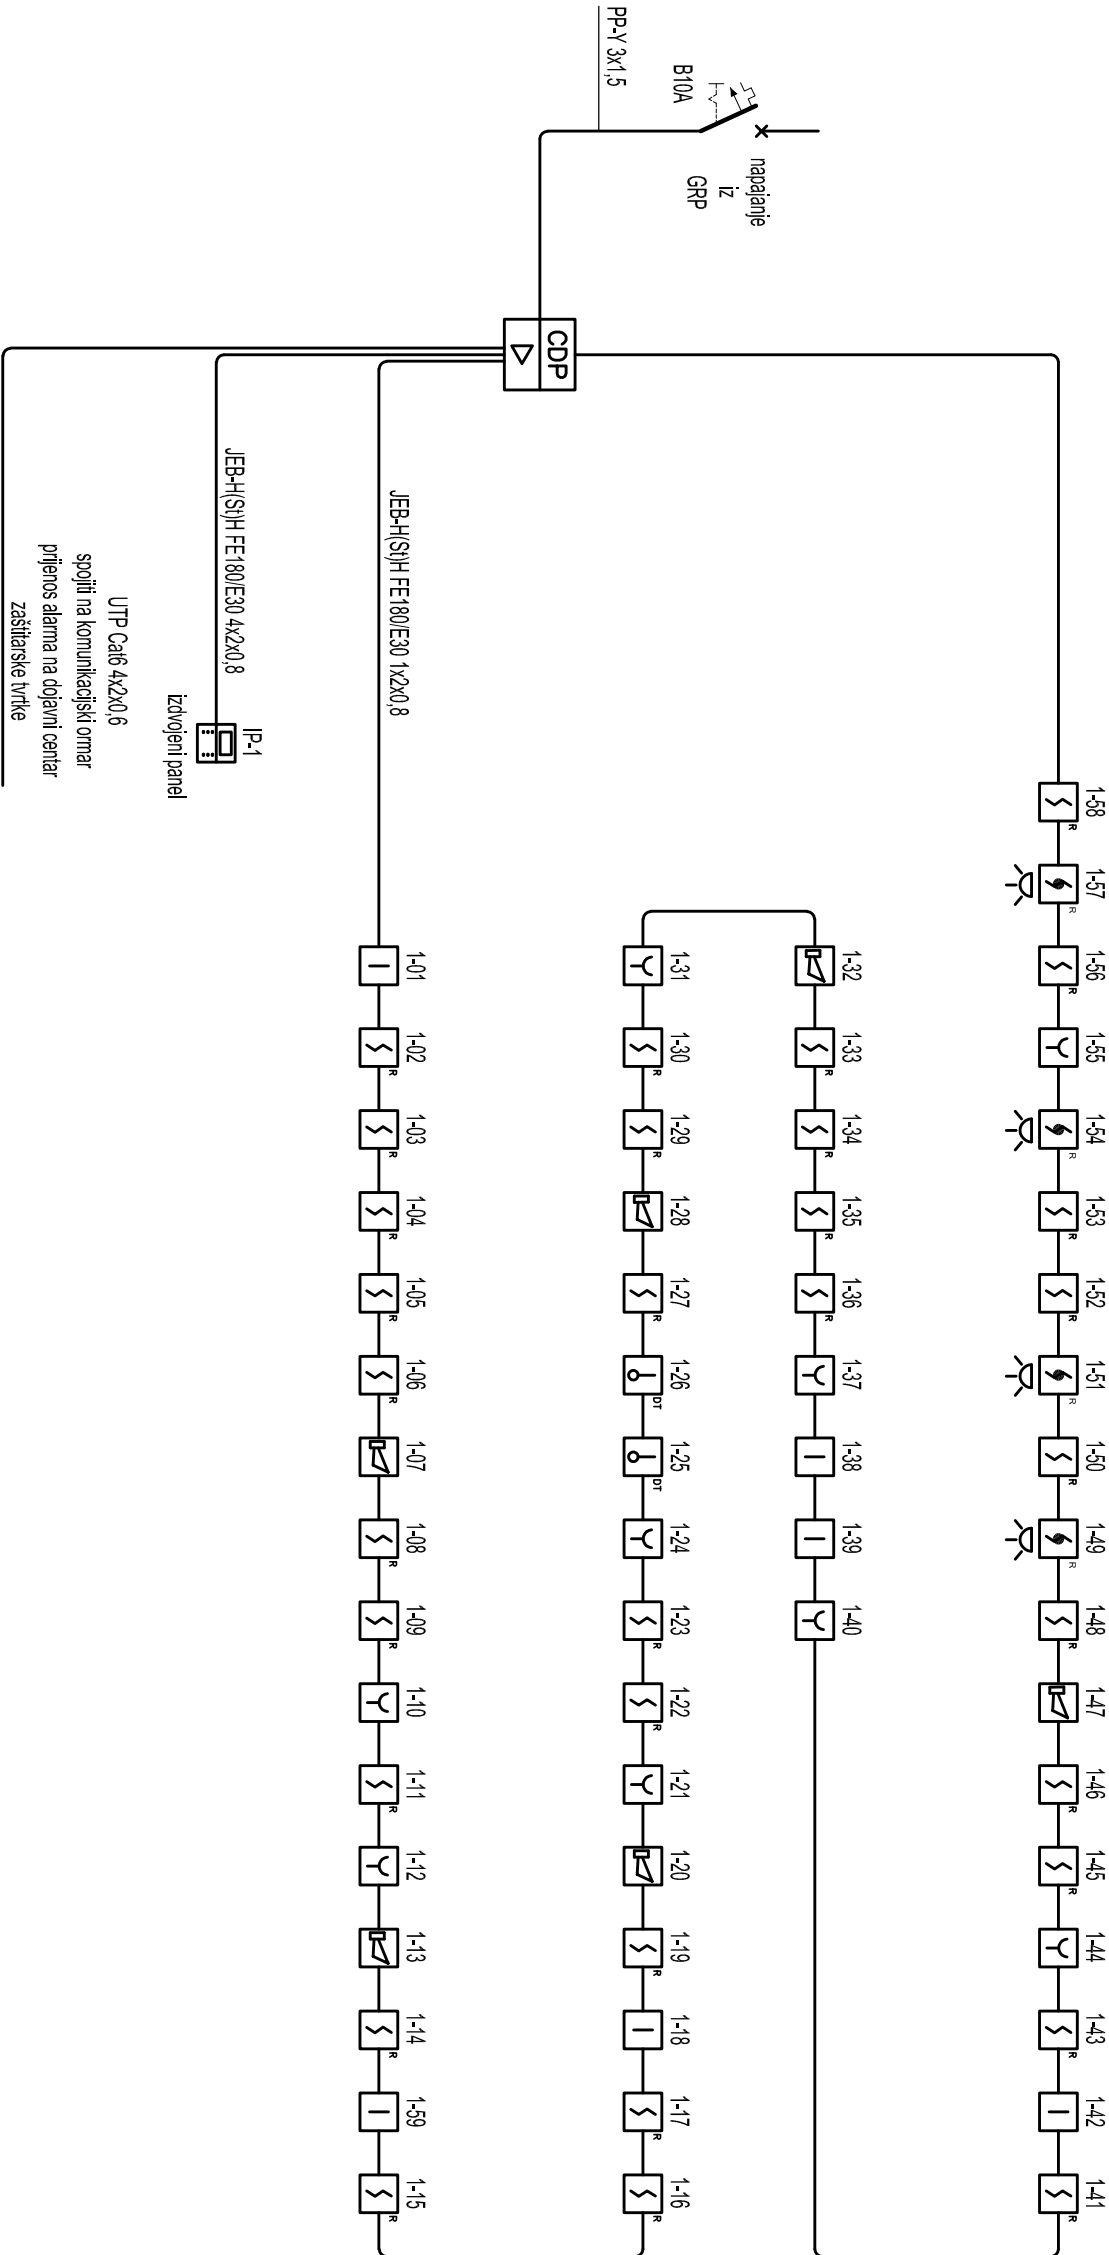 PP-Y 3x1,5
B10A
napajanje
iz
GRP
CDP
JEB-H(St)H FE180/E30 1x2x0,8
JEB-H(St)H FE180/E30 4x2x0,8
IP-1
izdvojeni panel
UTP Cat6 4x2x0,6
spojiti na komunikacijski ormar
prijenos alarma na dojavni centar
zaštitarske tvrtke
1-58 1-57 1-56 1-55 1-54 1-53 1-52 1-51 1-50 1-49 1-48 1-47 1-46 1-45 1-44 1-43 1-42 1-41
R R R R R R R R R R R R R R R
1-32 1-33 1-34 1-35 1-36 1-37 1-38 1-39 1-40
R R R R
1-31 1-30 1-29 1-28 1-27 1-26 1-25 1-24 1-23 1-22 1-21 1-20 1-19 1-18 1-17 1-16
R R R DT DT R R R R R
1-01 1-02 1-03 1-04 1-05 1-06 1-07 1-08 1-09 1-10 1-11 1-12 1-13 1-14 1-59 1-15
R R R R R R R R R R